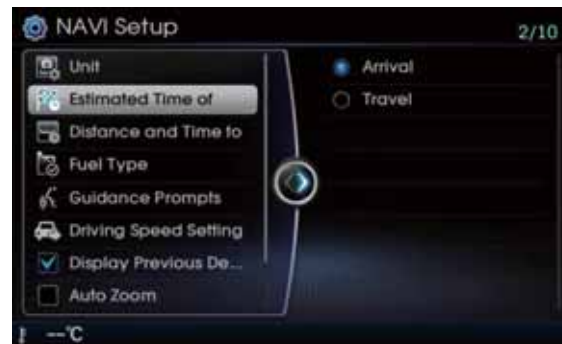 NAVI Setup
2/10
Unit
Estimated Time of
Distance and Time to
Fuel Type
Guidance Prompts
Driving Speed Setting
Display Previous De...
Auto Zoom
Arrival
Travel
--°C